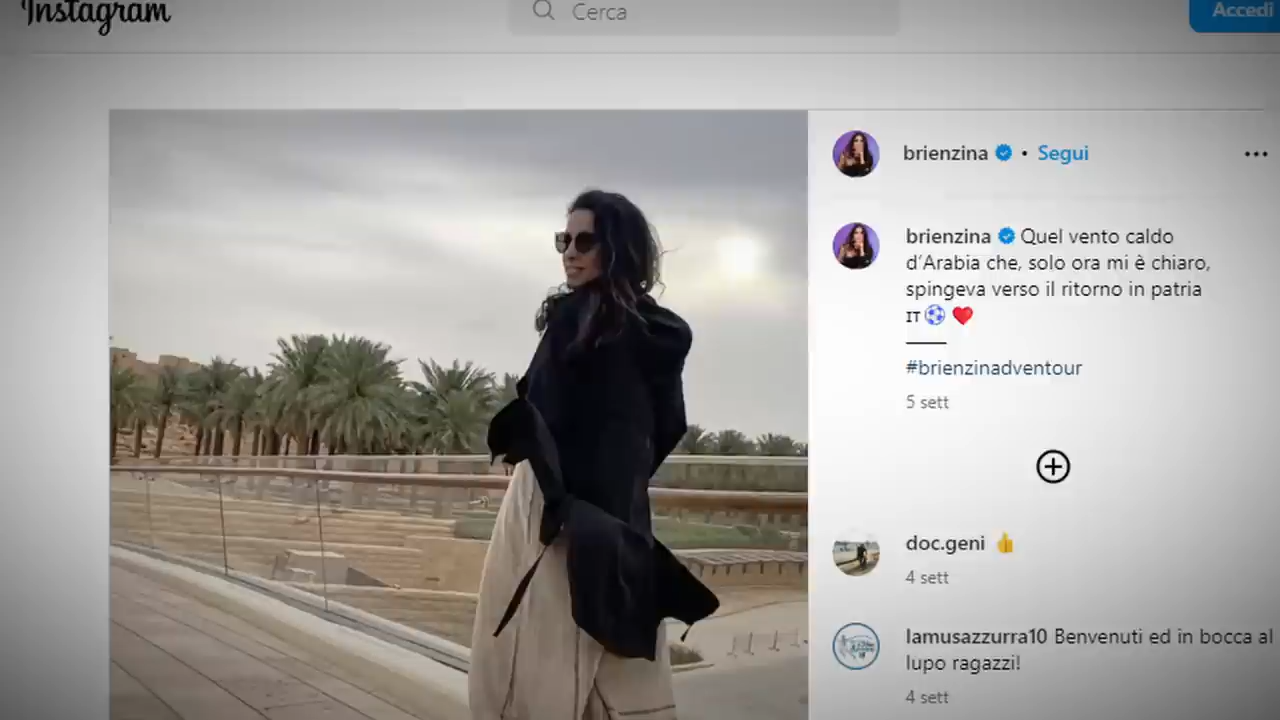 Instagram
Cerca
Accedi
brienzina • Segui
brienzina Quel vento caldo
d'Arabia che, solo ora mi è chiaro,
spingeva verso il ritorno in patria
IT
#brienzinadventour
5 sett
doc.geni
4 sett
lamusazzurra10 Benvenuti ed in bocca al
lupo ragazzi!
4 sett